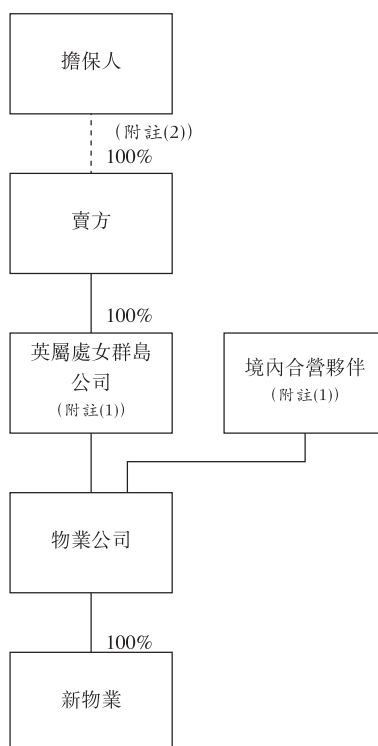 擔保人
（附註(2)）
100%
賣方
100%
英屬處女群島
公司
（附註(1)）
境內合營夥伴
（附註(1)）
物業公司
100%
新物業